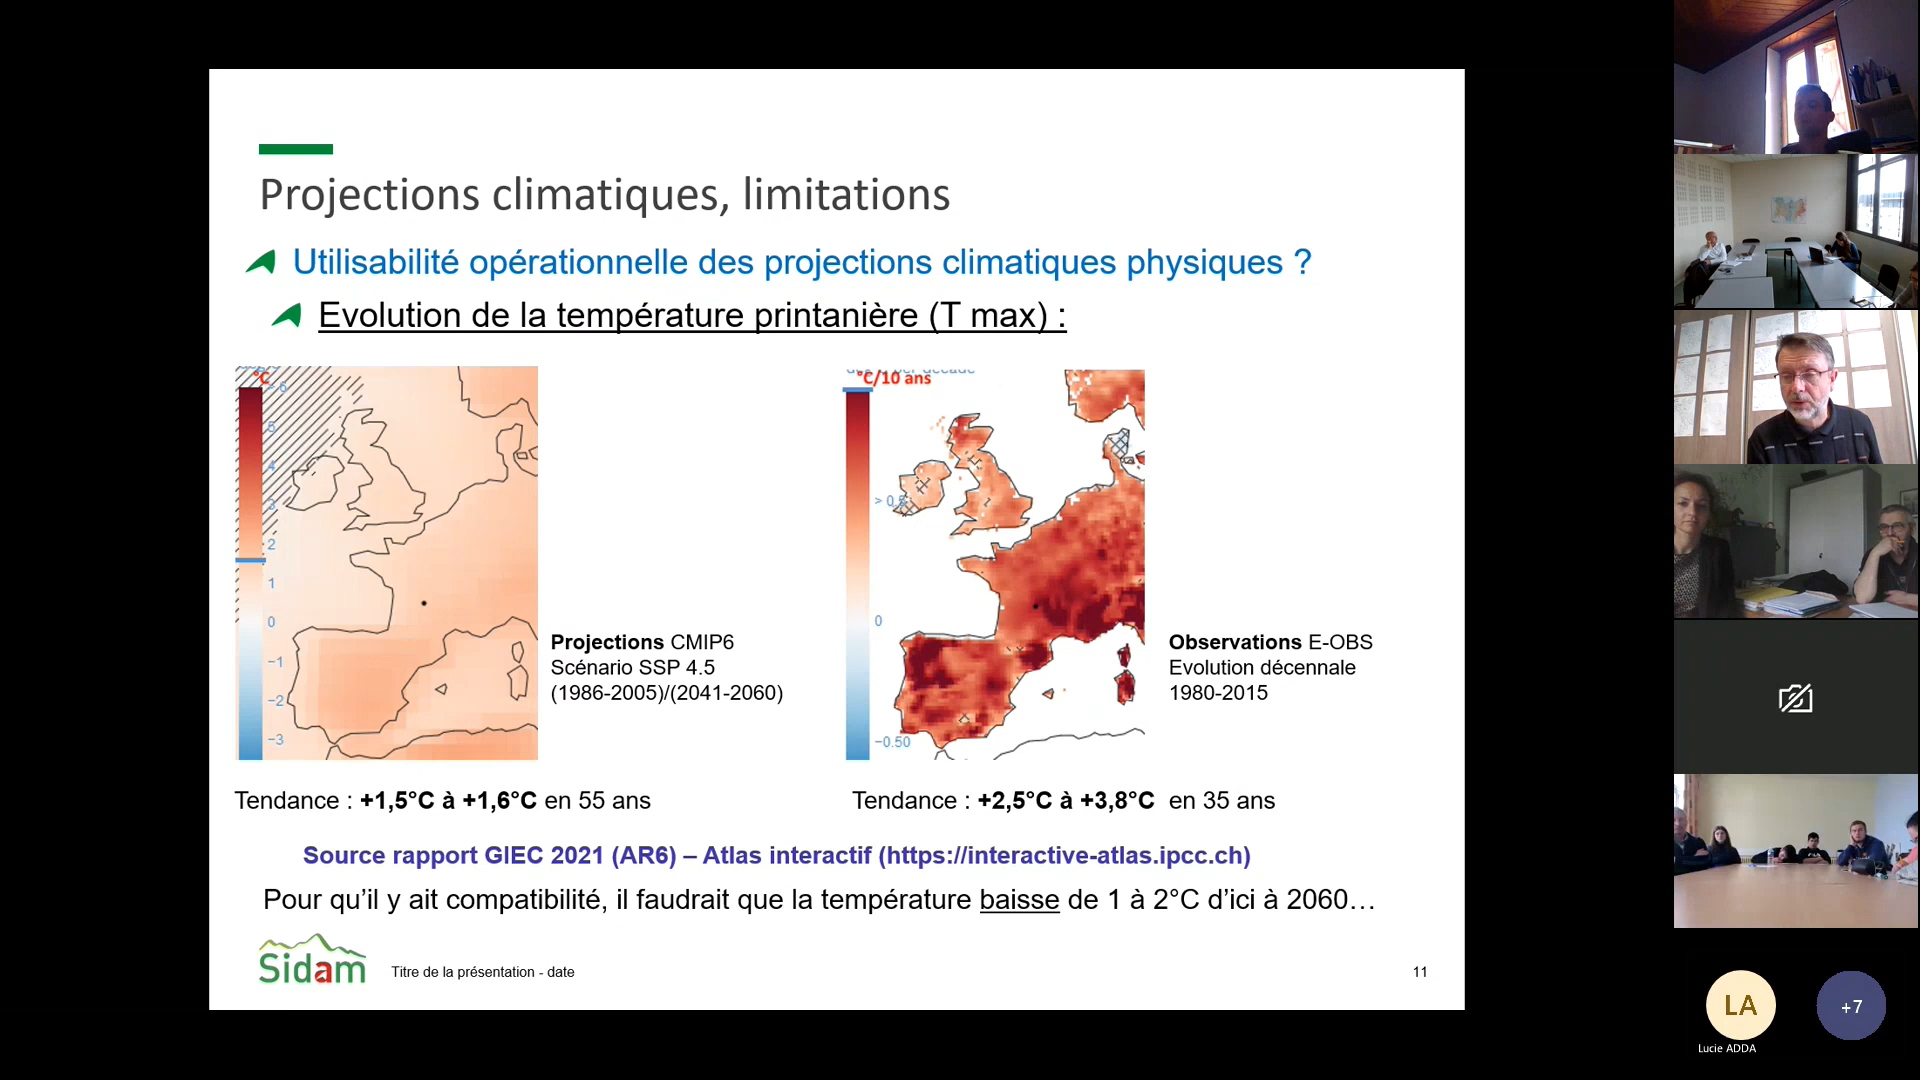 Projections climatiques, limitations
Utilisabilité opérationnelle des projections climatiques physiques ?
Evolution de la température printanière (T max) :
°C
6
5
4
3
2
1
0
−1
−2
−3
Projections CMIP6
Scénario SSP 4.5
(1986-2005)/(2041-2060)
°C/10 ans
> 0.5
0
−0.50
Observations E-OBS
Evolution décennale
1980-2015
Tendance : +1,5°C à +1,6°C en 55 ans
Tendance : +2,5°C à +3,8°C en 35 ans
Source rapport GIEC 2021 (AR6) – Atlas interactif (https://interactive-atlas.ipcc.ch)
Pour qu’il y ait compatibilité, il faudrait que la température baisse de 1 à 2°C d’ici à 2060…
Sidam
Titre de la présentation - date
11
LA
+7
Lucie ADDA